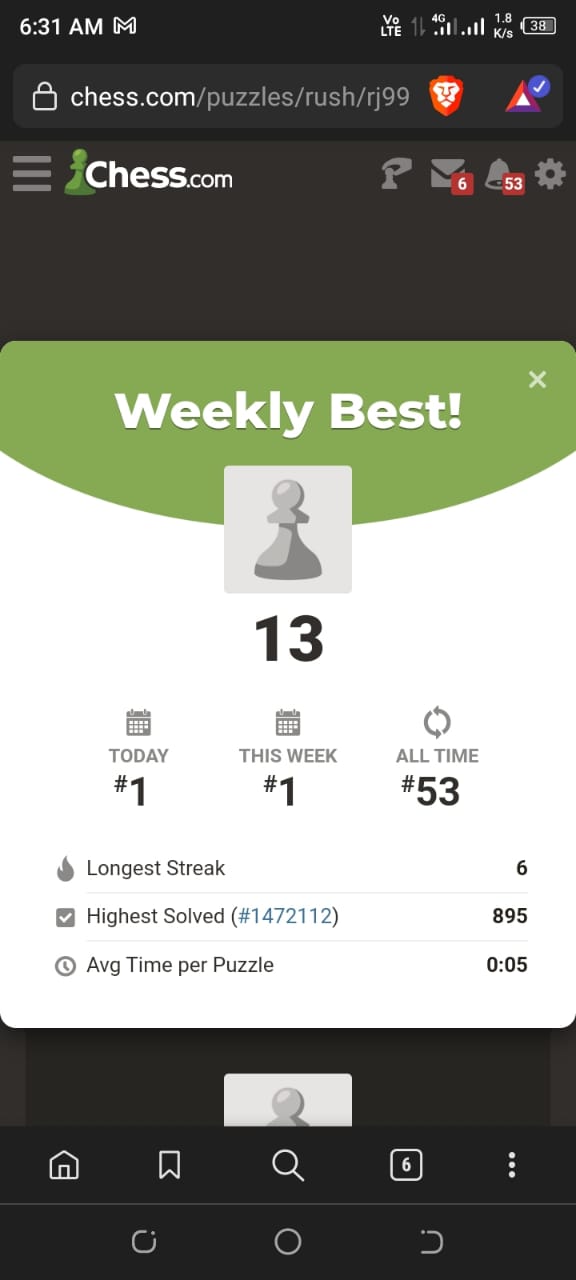 6:31 AM
Vo LTE 4G 1.8 K/s 38
chess.com/puzzles/rush/rj99
Chess.com
6 53
Weekly Best!
13
TODAY THIS WEEK ALL TIME
#1 #1 #53
Longest Streak 6
Highest Solved (#1472112) 895
Avg Time per Puzzle 0:05
6